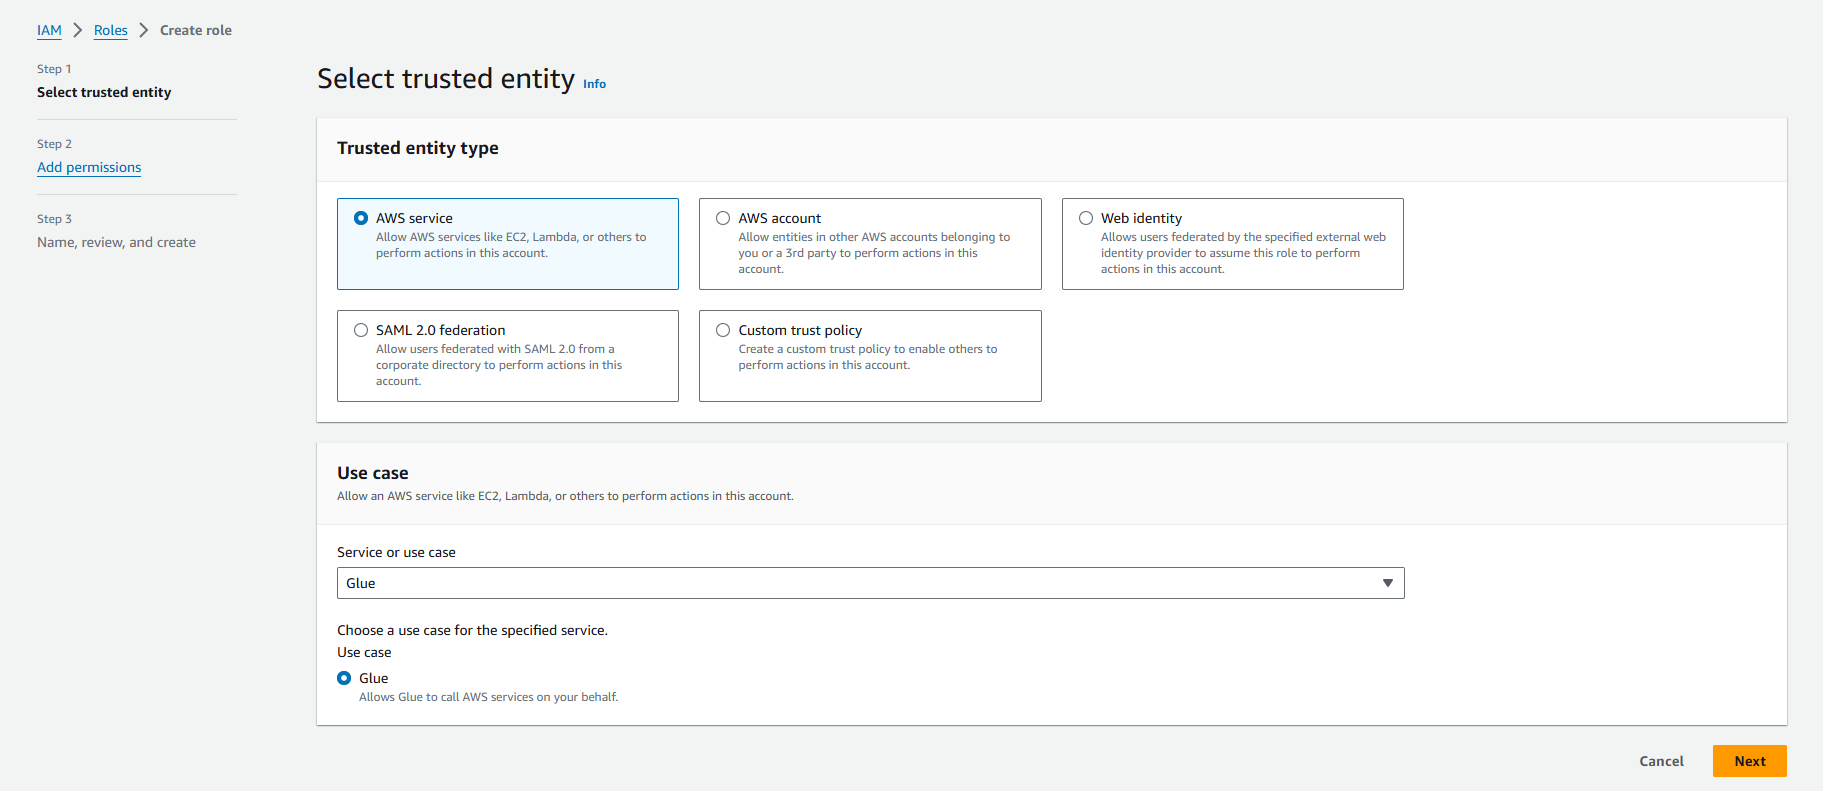 IAM > Roles > Create role
Step 1
Select trusted entity
Step 2
Add permissions
Step 3
Name, review, and create
Select trusted entity Info
Trusted entity type
AWS service
Allow AWS services like EC2, Lambda, or others to
perform actions in this account.
AWS account
Allow entities in other AWS accounts belonging to
you or a 3rd party to perform actions in this
account.
Web identity
Allows users federated by the specified external web
identity provider to assume this role to perform
actions in this account.
SAML 2.0 federation
Allow users federated with SAML 2.0 from a
corporate directory to perform actions in this
account.
Custom trust policy
Create a custom trust policy to enable others to
perform actions in this account.
Use case
Allow an AWS service like EC2, Lambda, or others to perform actions in this account.
Service or use case
Glue
Choose a use case for the specified service.
Use case
Glue
Allows Glue to call AWS services on your behalf.
Cancel
Next